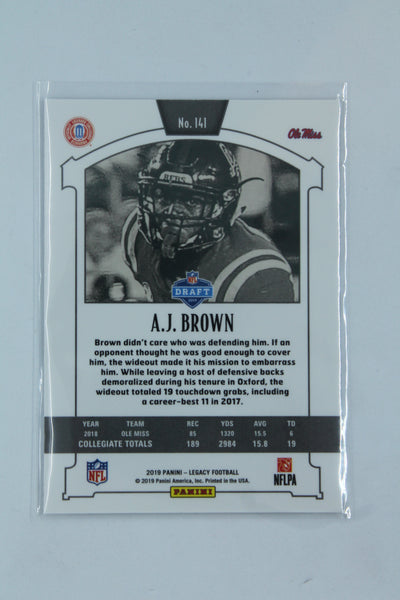 No. 141
Ole Miss
REBS
NFL
DRAFT
2019
A.J. BROWN
Brown didn't care who was defending him. If an
opponent thought he was good enough to cover
him, the wideout made it his mission to embarrass
him. While leaving a host of defensive backs
demoralized during his tenure in Oxford, the
wideout totaled 19 touchdown grabs, including
a career-best 11 in 2017.
YEAR TEAM REC YDS AVG TD
2018 OLE MISS 85 1320 15.5 6
COLLEGIATE TOTALS 189 2984 15.8 19
NFL
2019 PANINI – LEGACY FOOTBALL
© 2019 Panini America, Inc. Printed in the USA.
PANINI
NFLPA